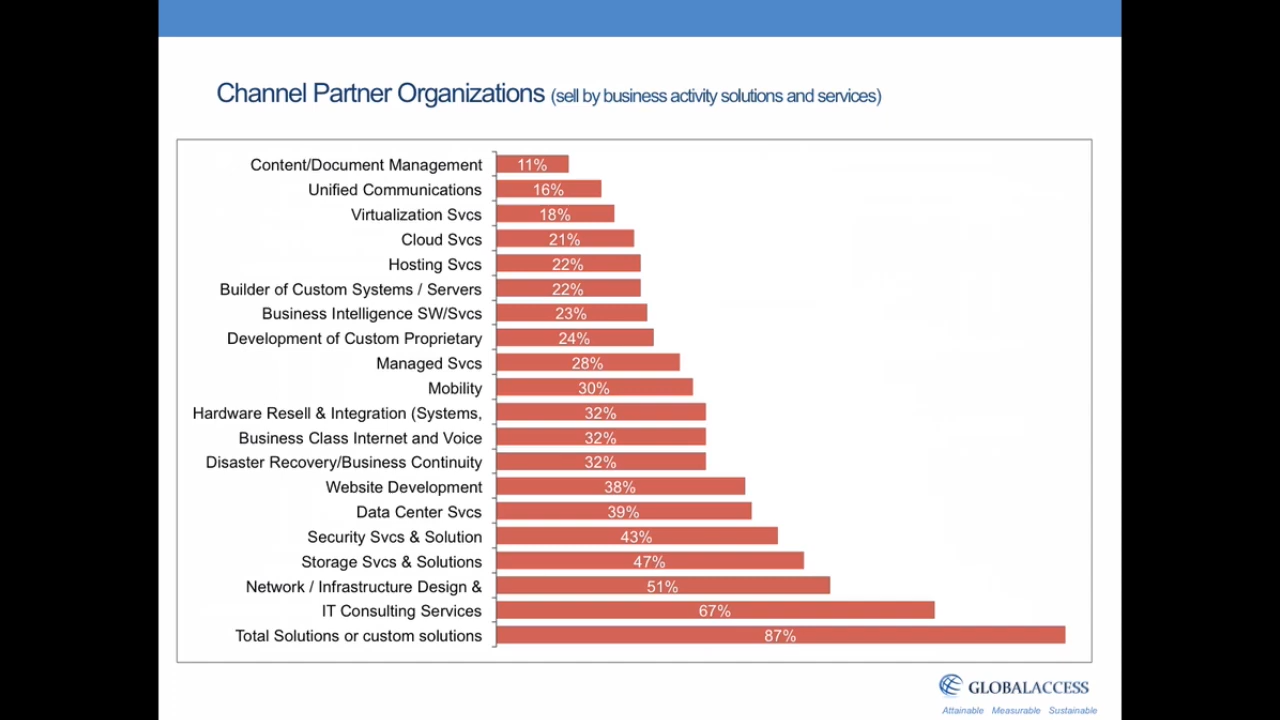 Channel Partner Organizations (sell by business activity solutions and services)
Content/Document Management 11%
Unified Communications 16%
Virtualization Svcs 18%
Cloud Svcs 21%
Hosting Svcs 22%
Builder of Custom Systems / Servers 22%
Business Intelligence SW/Svcs 23%
Development of Custom Proprietary 24%
Managed Svcs 28%
Mobility 30%
Hardware Resell & Integration (Systems, 32%
Business Class Internet and Voice 32%
Disaster Recovery/Business Continuity 32%
Website Development 38%
Data Center Svcs 39%
Security Svcs & Solution 43%
Storage Svcs & Solutions 47%
Network / Infrastructure Design & 51%
IT Consulting Services 67%
Total Solutions or custom solutions 87%
GLOBALACCESS
Attainable Measurable Sustainable